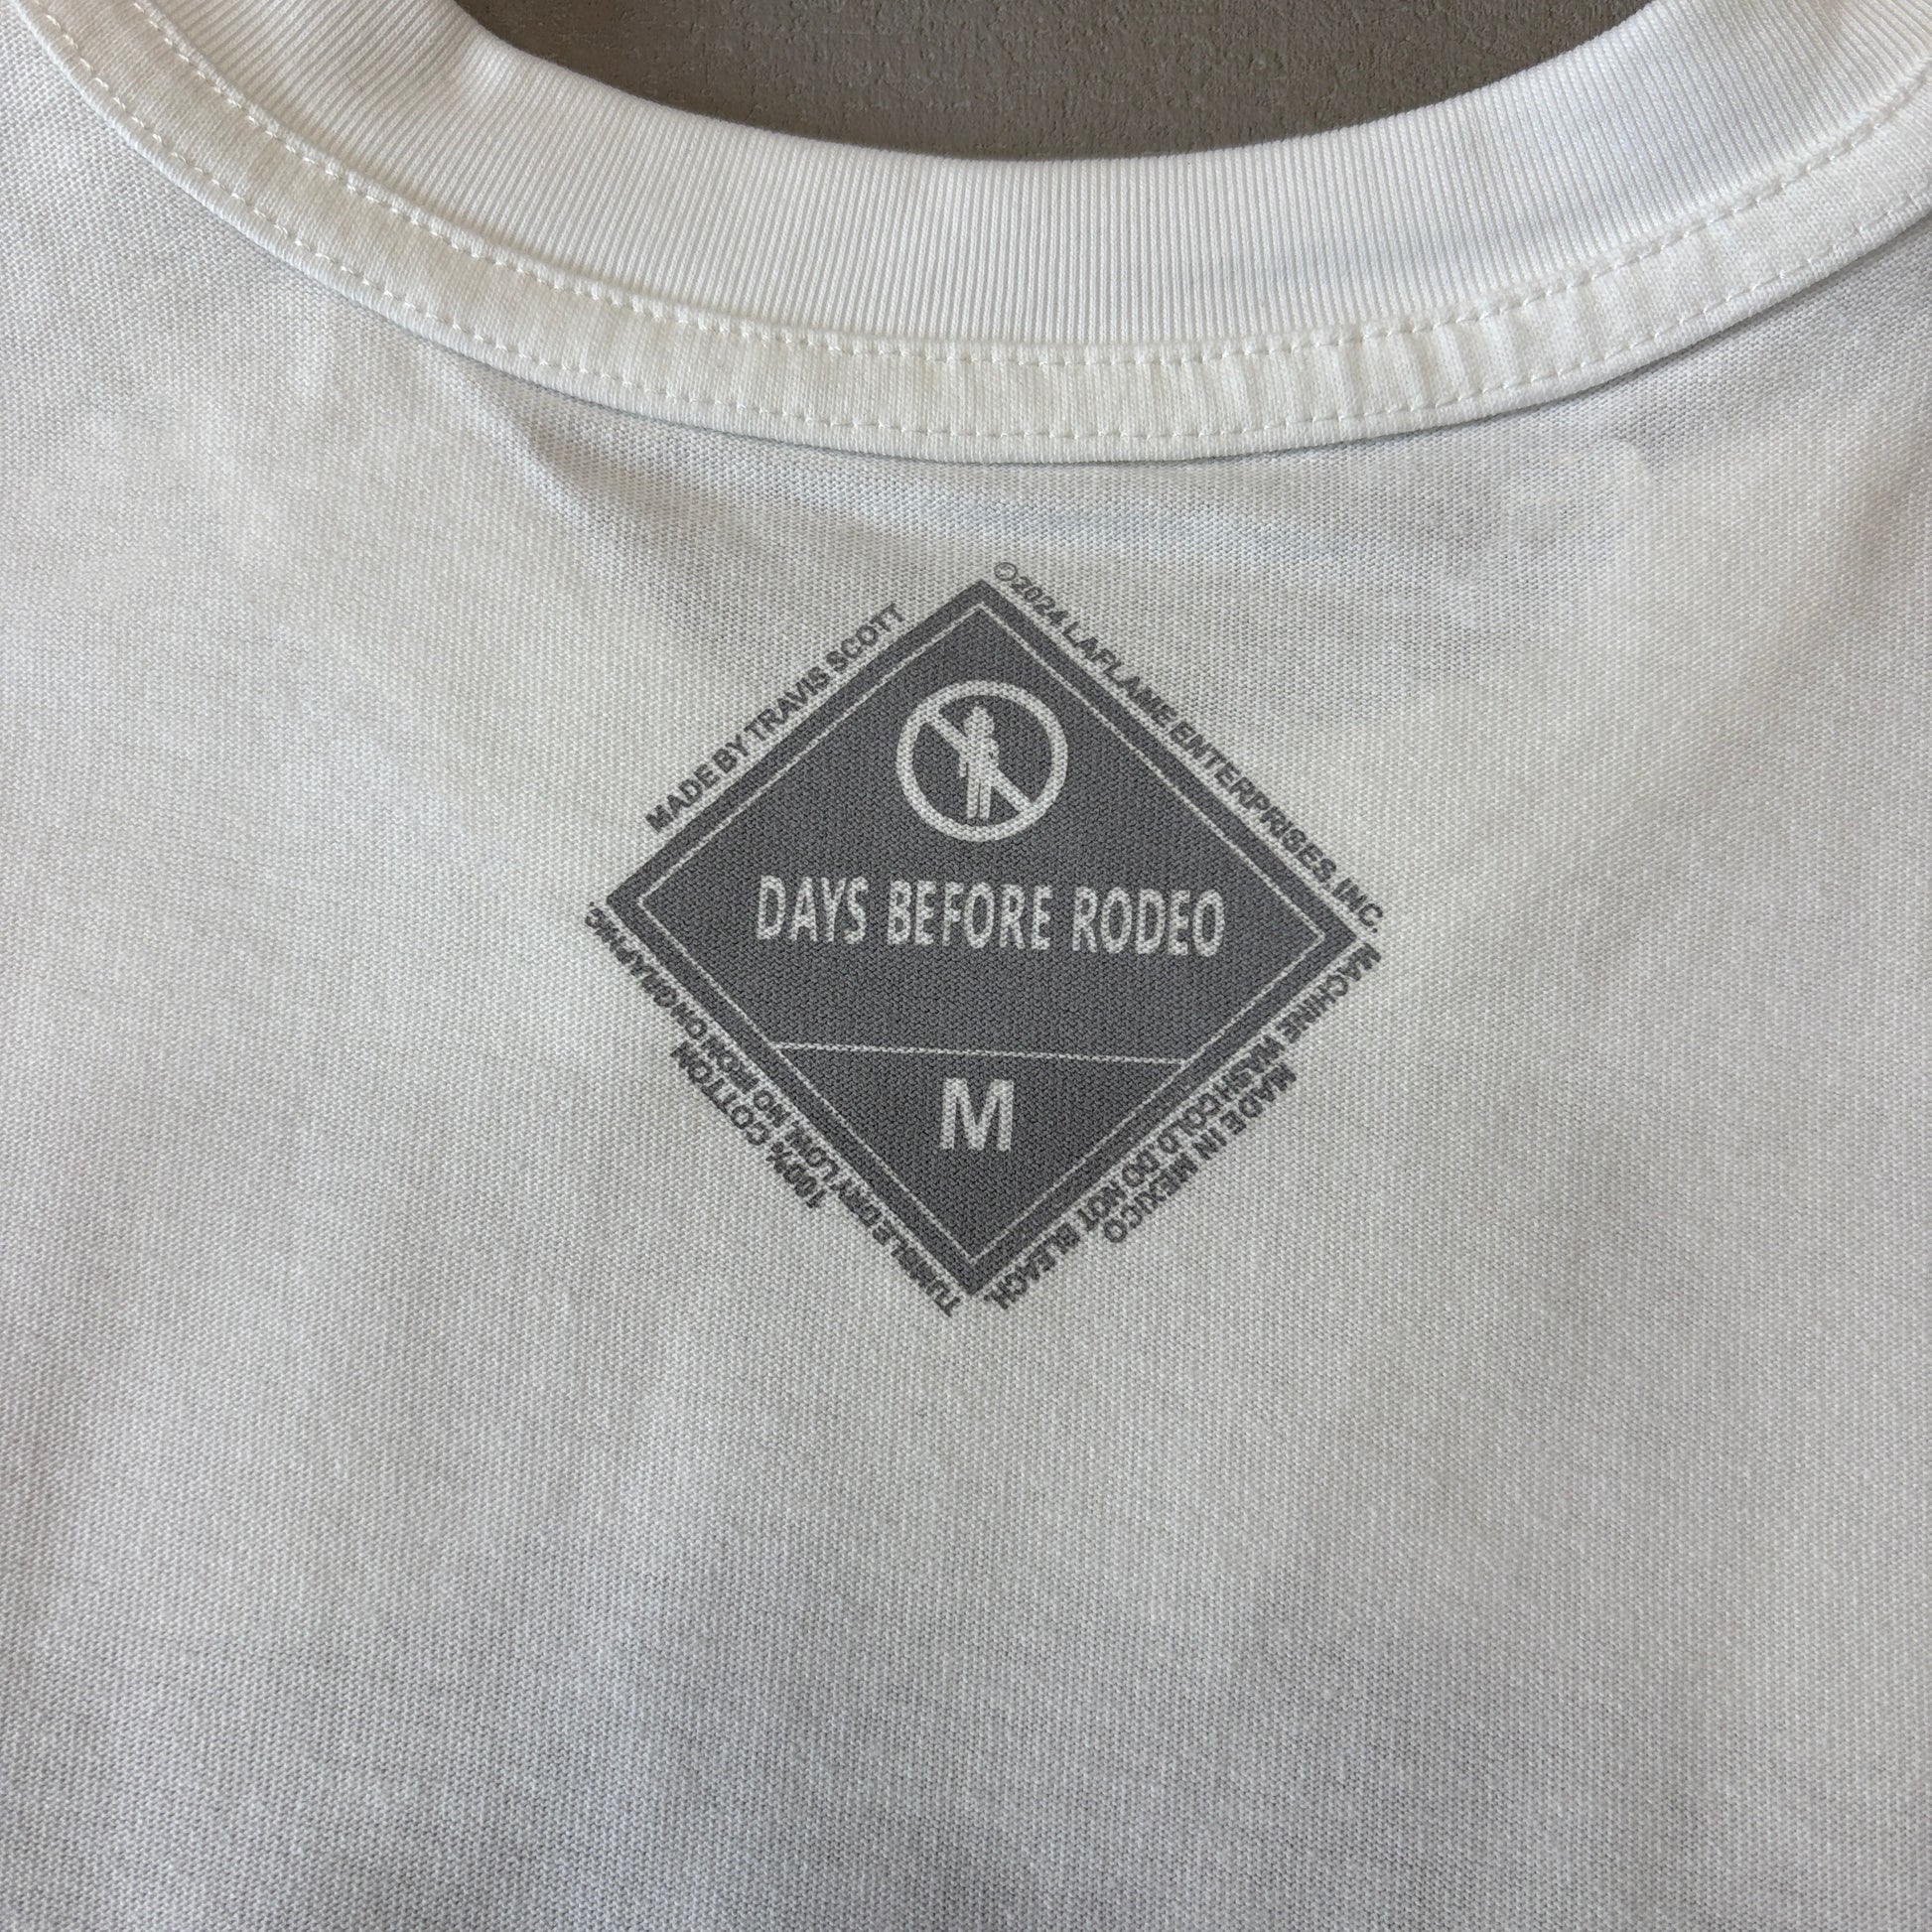 MADE BY TRAVIS SCOTT
©2024 LAFLAME ENTERPRISES, INC.
DAYS BEFORE RODEO
M
MACHINE WASH COLD. DO NOT BLEACH.
MADE IN MEXICO
TUMBLE DRY LOW. NO IRON ON GRAPHIC.
100% COTTON